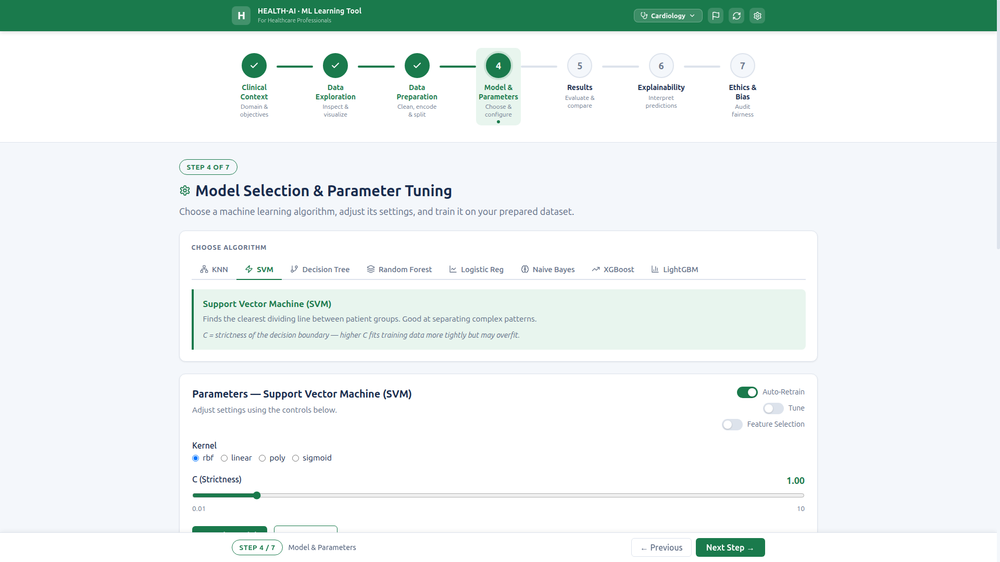 H
HEALTH-AI · ML Learning Tool
For Healthcare Professionals
Cardiology
4
5
6
7
Clinical
Context
Domain &
objectives
Data
Exploration
Inspect &
visualize
Data
Preparation
Clean, encode
& split
Model &
Parameters
Choose &
configure
Results
Evaluate &
compare
Explainability
Interpret
predictions
Ethics &
Bias
Audit
fairness
STEP 4 OF 7
Model Selection & Parameter Tuning
Choose a machine learning algorithm, adjust its settings, and train it on your prepared dataset.
CHOOSE ALGORITHM
KNN SVM Decision Tree Random Forest Logistic Reg Naive Bayes XGBoost LightGBM
Support Vector Machine (SVM)
Finds the clearest dividing line between patient groups. Good at separating complex patterns.
C = strictness of the decision boundary — higher C fits training data more tightly but may overfit.
Parameters — Support Vector Machine (SVM)
Adjust settings using the controls below.
Auto-Retrain
Tune
Feature Selection
Kernel
rbf linear poly sigmoid
C (Strictness)
1.00
0.01 10
STEP 4 / 7 Model & Parameters
← Previous Next Step →